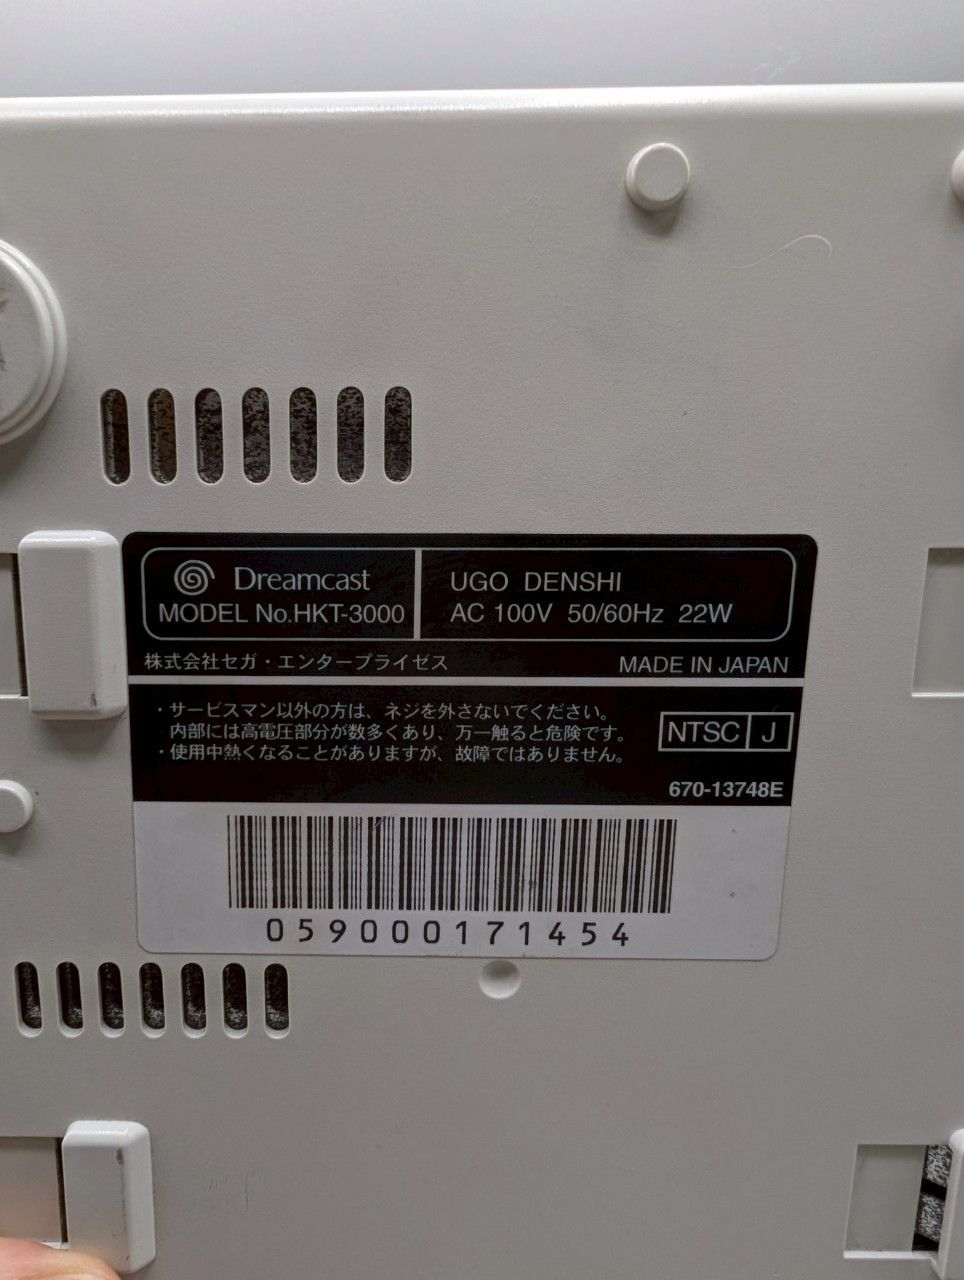 Dreamcast
MODEL No.HKT-3000
UGO DENSHI
AC 100V 50/60Hz 22W
株式会社セガ・エンタープライゼス
MADE IN JAPAN
・サービスマン以外の方は、ネジを外さないでください。
内部には高電圧部分が数多くあり、万一触ると危険です。
・使用中熱くなることがありますが、故障ではありません。
NTSC J
670-13748E
059000171454